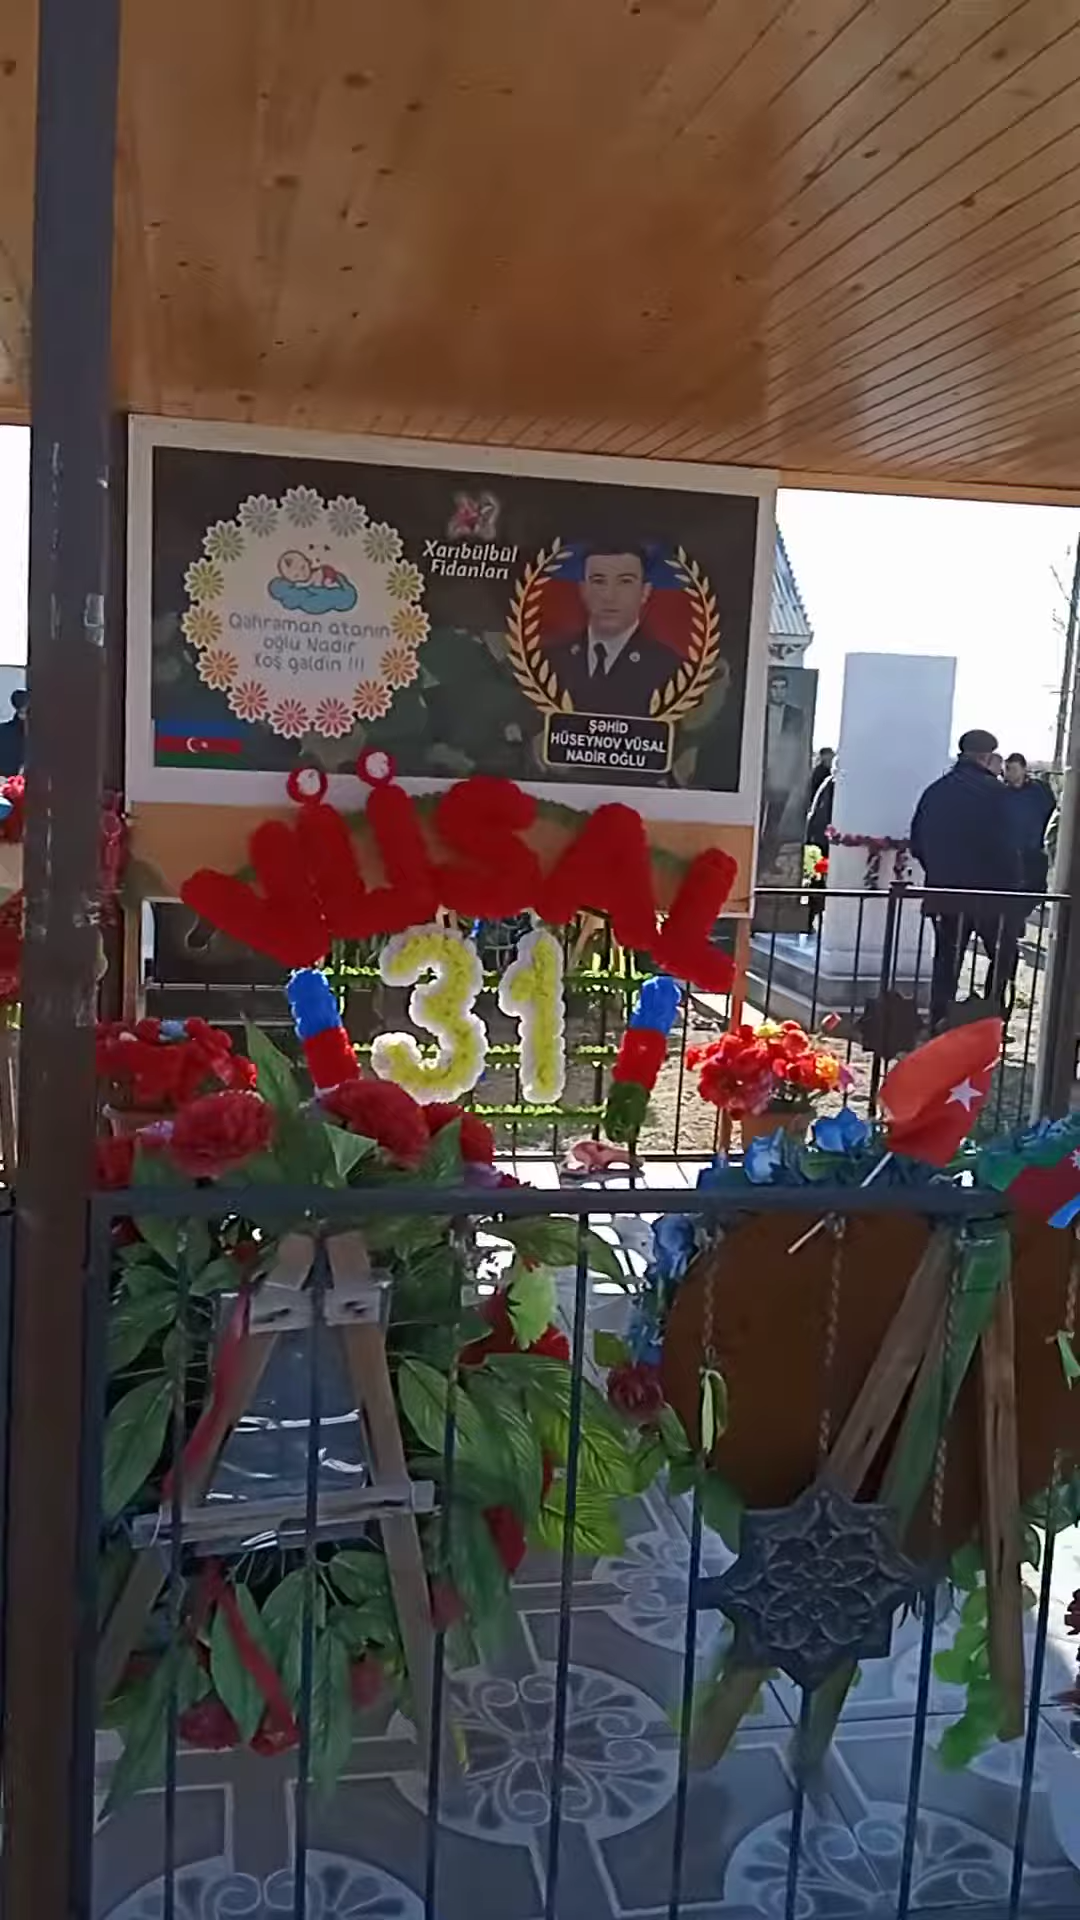 Xarıbülbül
Fidanları
Qəhrəman atanın
oğlu Nadir
Xoş gəldin !!!
ŞƏHİD
HÜSEYNOV VÜSAL
NADİR OĞLU
VÜSAL
31